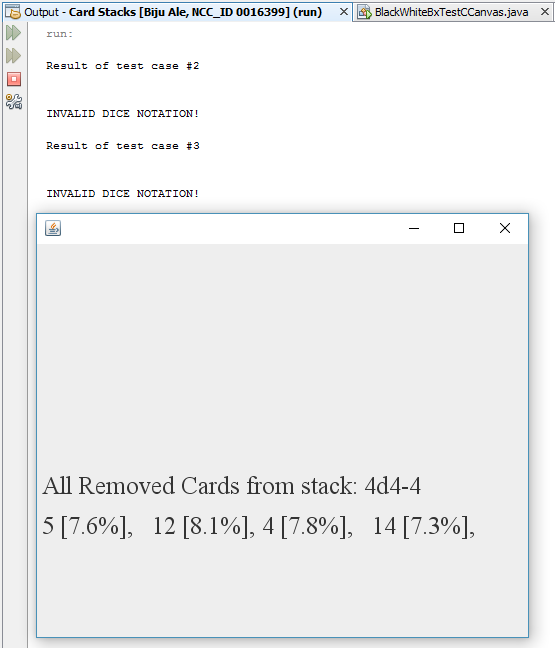 Output - Card Stacks [Biju Ale, NCC_ID 0016399] (run) BlackWhiteBxTestCCanvas.java
run:
Result of test case #2
INVALID DICE NOTATION!
Result of test case #3
INVALID DICE NOTATION!
All Removed Cards from stack: 4d4-4
5 [7.6%], 12 [8.1%], 4 [7.8%], 14 [7.3%],